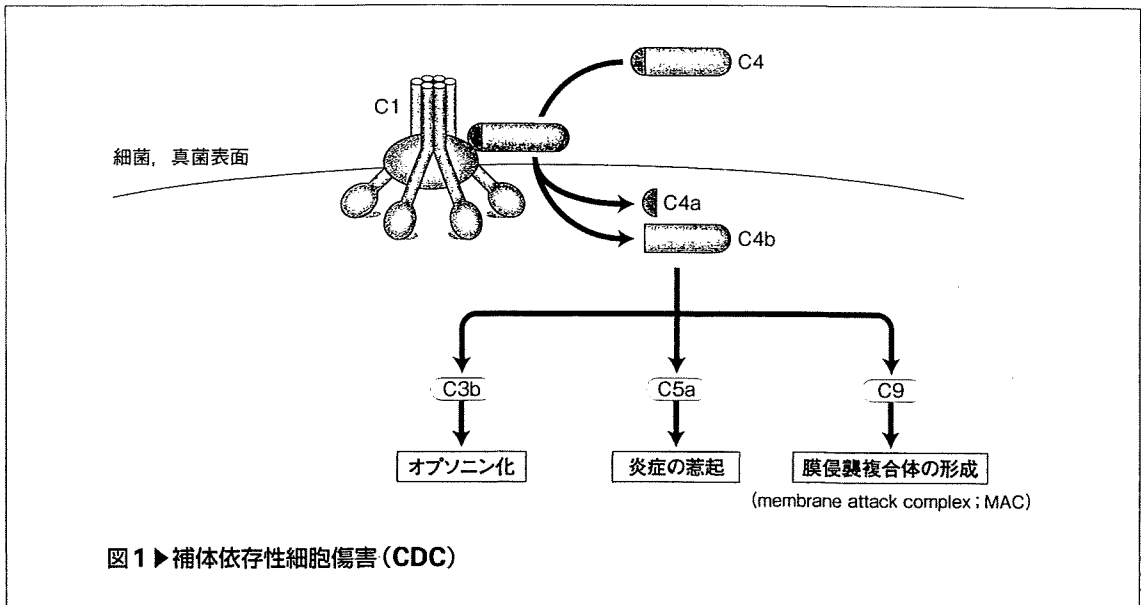 C4
C1
細菌，真菌表面
C4a
C4b
C3b
C5a
C9
オプソニン化
炎症の惹起
膜侵襲複合体の形成
(membrane attack complex ; MAC)
図1▶補体依存性細胞傷害(CDC)